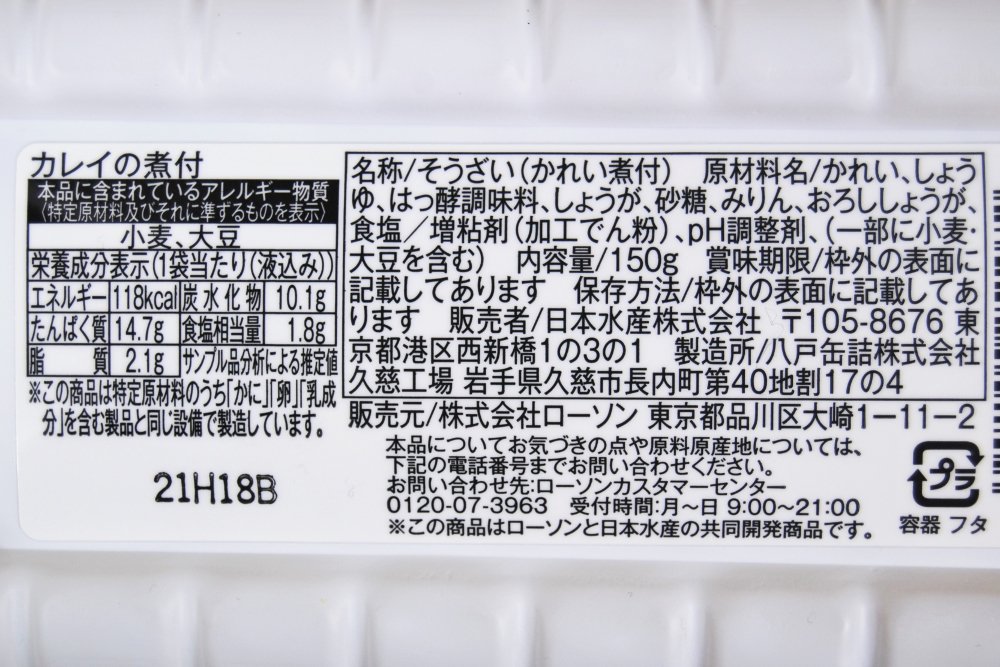 カレイの煮付
本品に含まれているアレルギー物質
(特定原材料及びそれに準ずるものを表示)
小麦、大豆
栄養成分表示(1袋当たり(液込み))
エネルギー 118kcal 炭水化物 10.1g
たんぱく質 14.7g 食塩相当量 1.8g
脂質 2.1g サンプル品分析による推定値
※この商品は特定原材料のうち「かに」「卵」「乳成
分」を含む製品と同じ設備で製造しています。
21H18B
名称/そうざい(かれい煮付) 原材料名/かれい、しょう
ゆ、はっ酵調味料、しょうが、砂糖、みりん、おろししょうが、
食塩/増粘剤(加工でん粉)、pH調整剤、(一部に小麦・
大豆を含む) 内容量/150g 賞味期限/枠外の表面に
記載してあります 保存方法/枠外の表面に記載してあ
ります 販売者/日本水産株式会社 〒105-8676 東
京都港区西新橋1の3の1 製造所/八戸缶詰株式会社
久慈工場 岩手県久慈市長内町第40地割17の4
販売元/株式会社ローソン 東京都品川区大崎1-11-2
本品についてお気づきの点や原料原産地については、
下記の電話番号までお問い合わせください。
お問い合わせ先:ローソンカスタマーセンター
0120-07-3963 受付時間:月～日 9:00～21:00
※この商品はローソンと日本水産の共同開発商品です。
プラ
容器 フタ